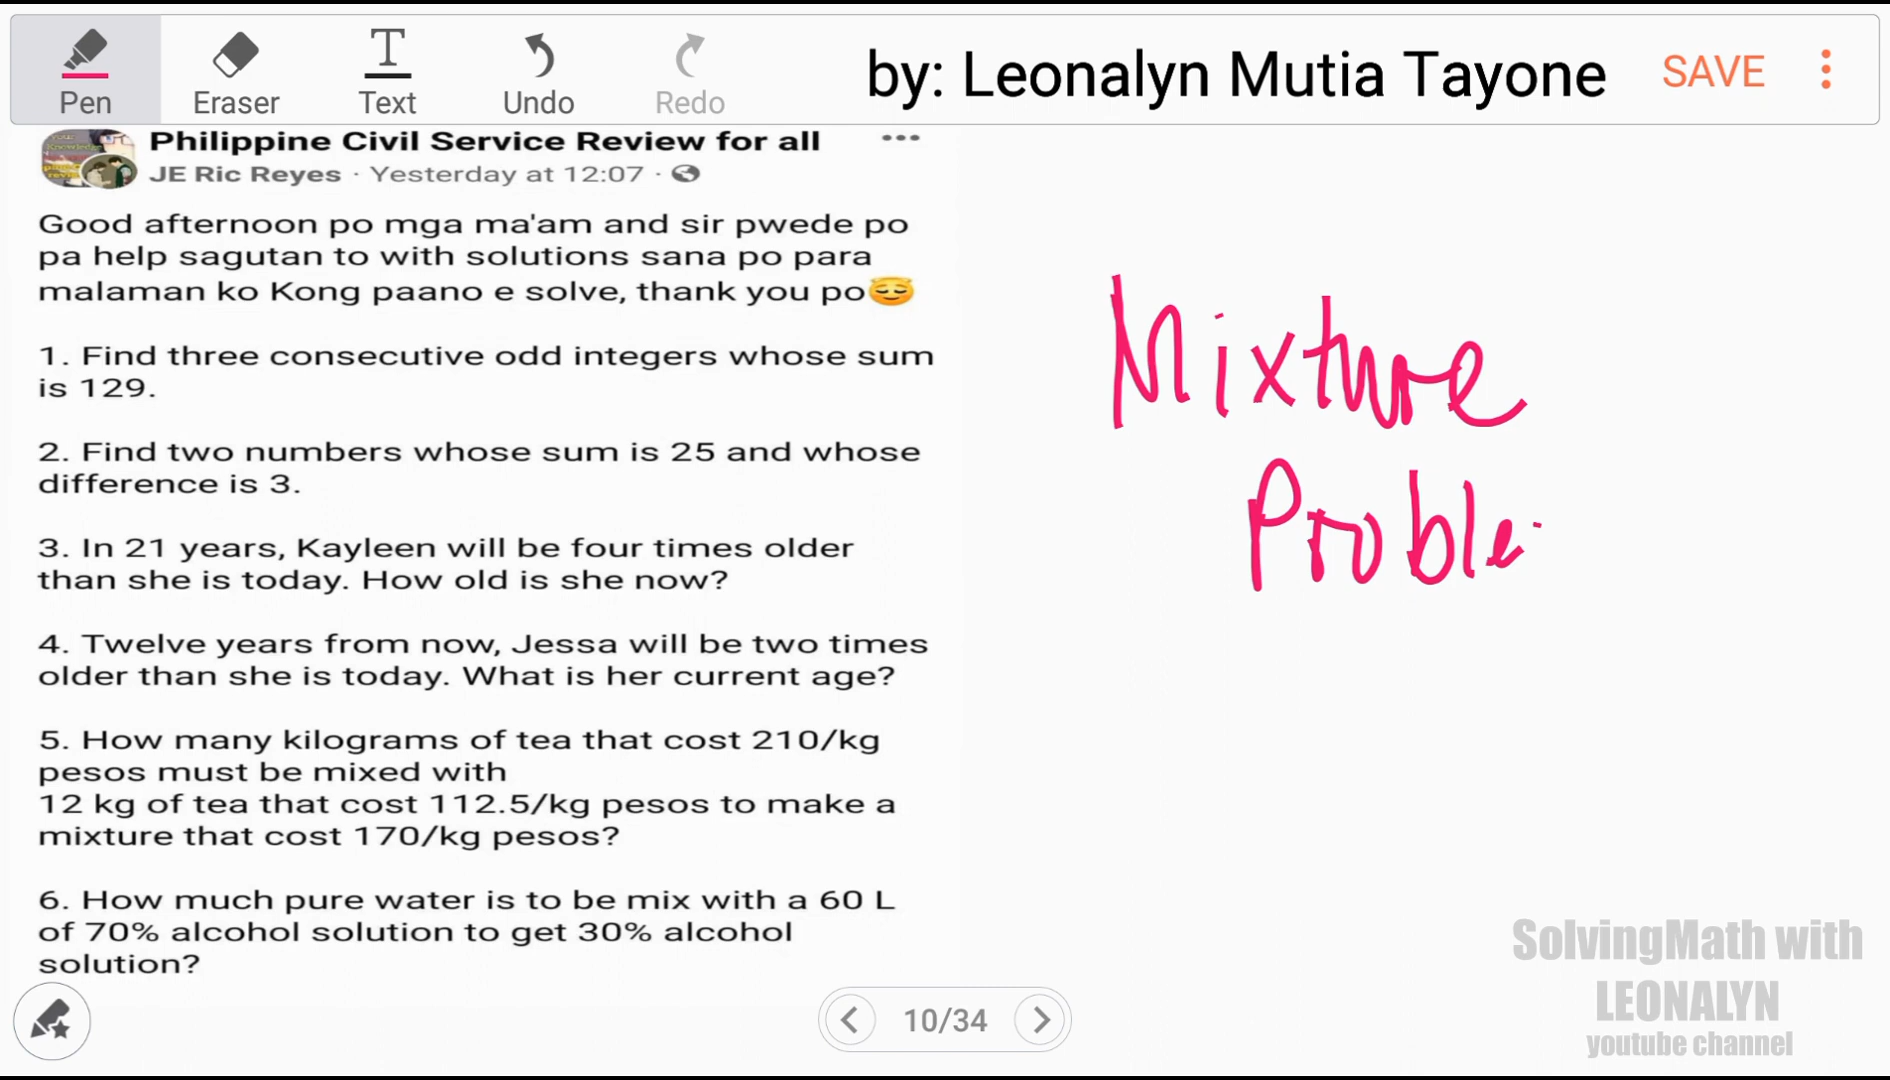 Pen
Eraser
Text
Undo
Redo
by: Leonalyn Mutia Tayone
SAVE
Philippine Civil Service Review for all
JE Ric Reyes · Yesterday at 12:07 ·
Good afternoon po mga ma'am and sir pwede po
pa help sagutan to with solutions sana po para
malaman ko Kong paano e solve, thank you po😇
1. Find three consecutive odd integers whose sum
is 129.
2. Find two numbers whose sum is 25 and whose
difference is 3.
3. In 21 years, Kayleen will be four times older
than she is today. How old is she now?
4. Twelve years from now, Jessa will be two times
older than she is today. What is her current age?
5. How many kilograms of tea that cost 210/kg
pesos must be mixed with
12 kg of tea that cost 112.5/kg pesos to make a
mixture that cost 170/kg pesos?
6. How much pure water is to be mix with a 60 L
of 70% alcohol solution to get 30% alcohol
solution?
Mixture
Proble
10/34
SolvingMath with
LEONALYN
youtube channel